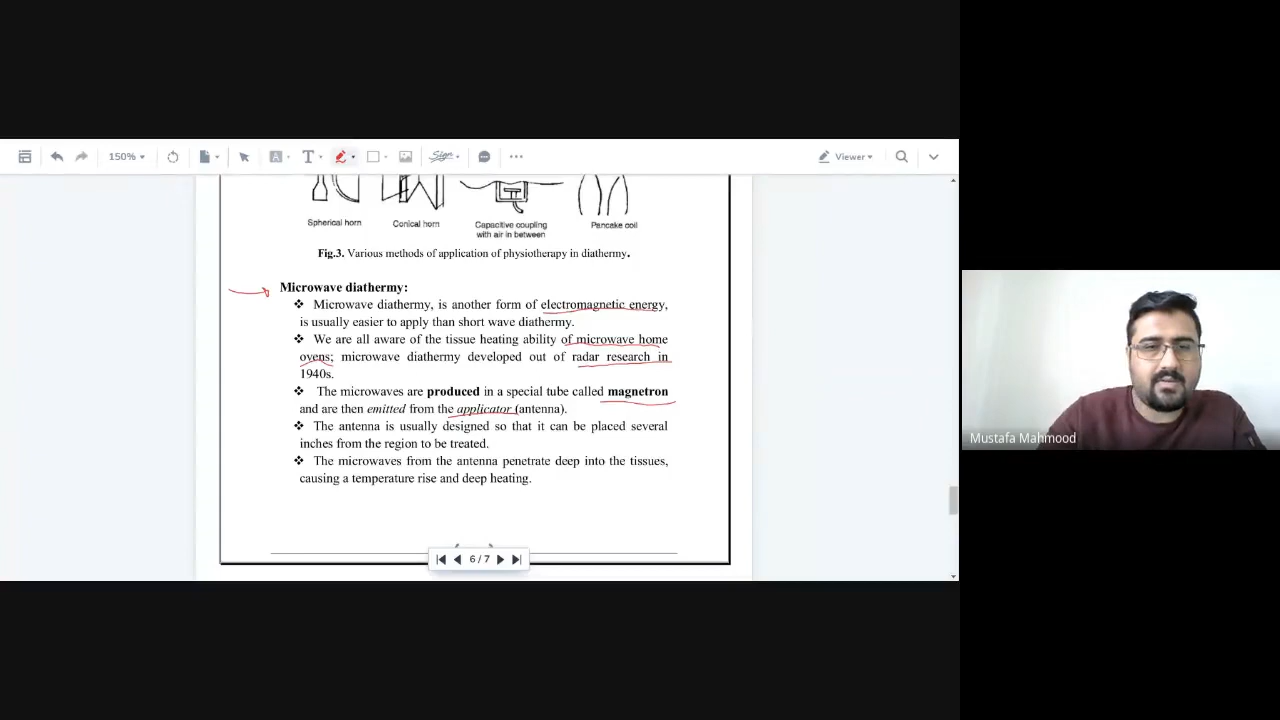 150%
T
Sign
Viewer
Spherical horn
Conical horn
Capacitive coupling
with air in between
Pancake coil
Fig.3. Various methods of application of physiotherapy in diathermy.
Microwave diathermy:
❖ Microwave diathermy, is another form of electromagnetic energy,
is usually easier to apply than short wave diathermy.
❖ We are all aware of the tissue heating ability of microwave home
ovens; microwave diathermy developed out of radar research in
1940s.
❖ The microwaves are produced in a special tube called magnetron
and are then emitted from the applicator (antenna).
❖ The antenna is usually designed so that it can be placed several
inches from the region to be treated.
❖ The microwaves from the antenna penetrate deep into the tissues,
causing a temperature rise and deep heating.
6 / 7
Mustafa Mahmood